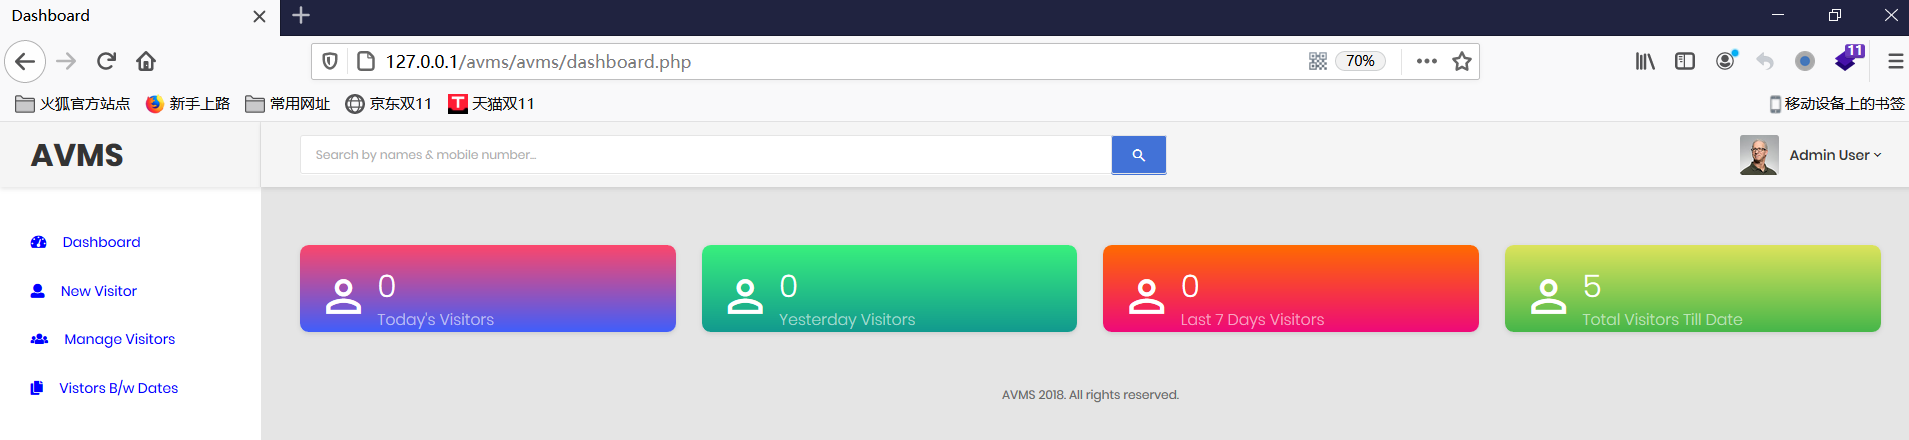 Dashboard
127.0.0.1/avms/avms/dashboard.php
70%
11
火狐官方站点 新手上路 常用网址 京东双11 T 天猫双11 移动设备上的书签
AVMS
Search by names & mobile number...
Admin User
Dashboard
New Visitor
Manage Visitors
Vistors B/w Dates
0
Today's Visitors
0
Yesterday Visitors
0
Last 7 Days Visitors
5
Total Visitors Till Date
AVMS 2018. All rights reserved.